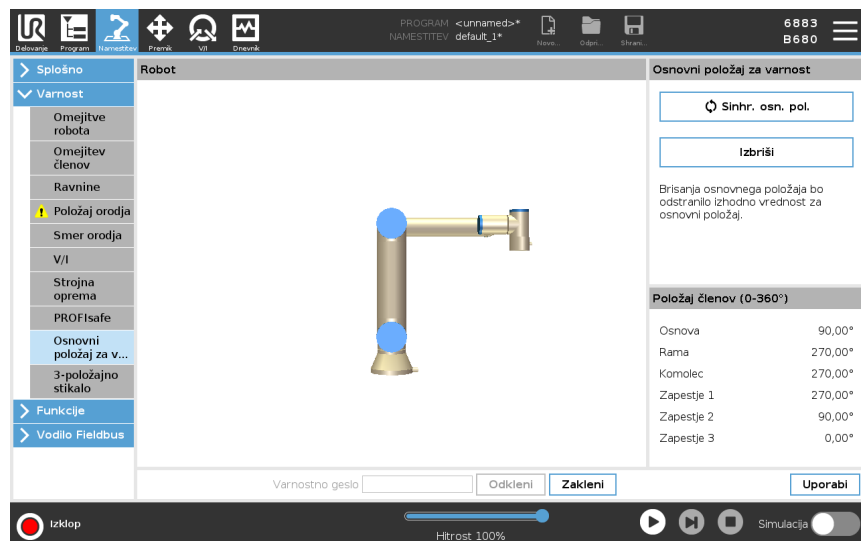 PROGRAM <unnamed>*
NAMESTITEV default_1*
6883
B680
Delovanje Program Namestitev Premik V/I Dnevnik Novo... Odpri... Shrani...
Splošno
Varnost
Omejitve
robota
Omejitev
členov
Ravnine
Položaj orodja
Smer orodja
V/I
Strojna
oprema
PROFIsafe
Osnovni
položaj za v...
3-položajno
stikalo
Funkcije
Vodilo Fieldbus
Robot
Osnovni položaj za varnost
Sinhr. osn. pol.
Izbriši
Brisanja osnovnega položaja bo
odstranilo izhodno vrednost za
osnovni položaj.
Položaj členov (0-360°)
Osnova 90,00°
Rama 270,00°
Komolec 270,00°
Zapestje 1 270,00°
Zapestje 2 90,00°
Zapestje 3 0,00°
Varnostno geslo Odkleni Zakleni Uporabi
Izklop
Hitrost 100%
Simulacija